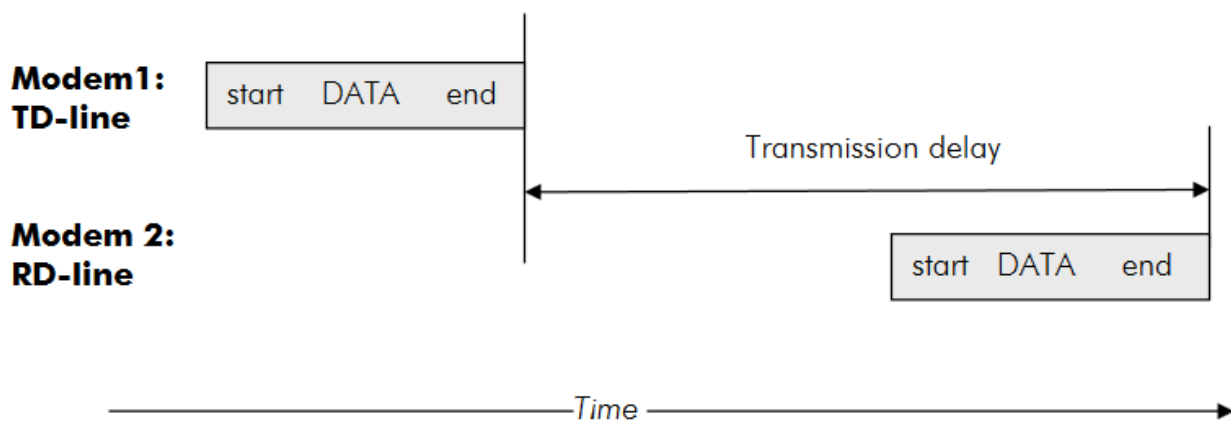 Modem1:
TD-line
start DATA end
Transmission delay
Modem 2:
RD-line
start DATA end
Time